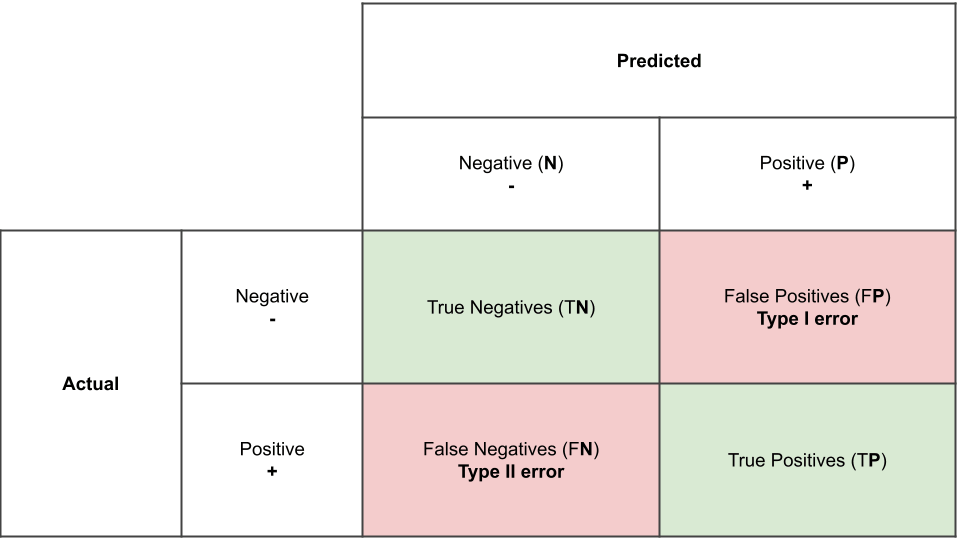 Predicted
Negative (N)
-
Positive (P)
+
Actual
Negative
-
True Negatives (TN)
False Positives (FP)
Type I error
Positive
+
False Negatives (FN)
Type II error
True Positives (TP)